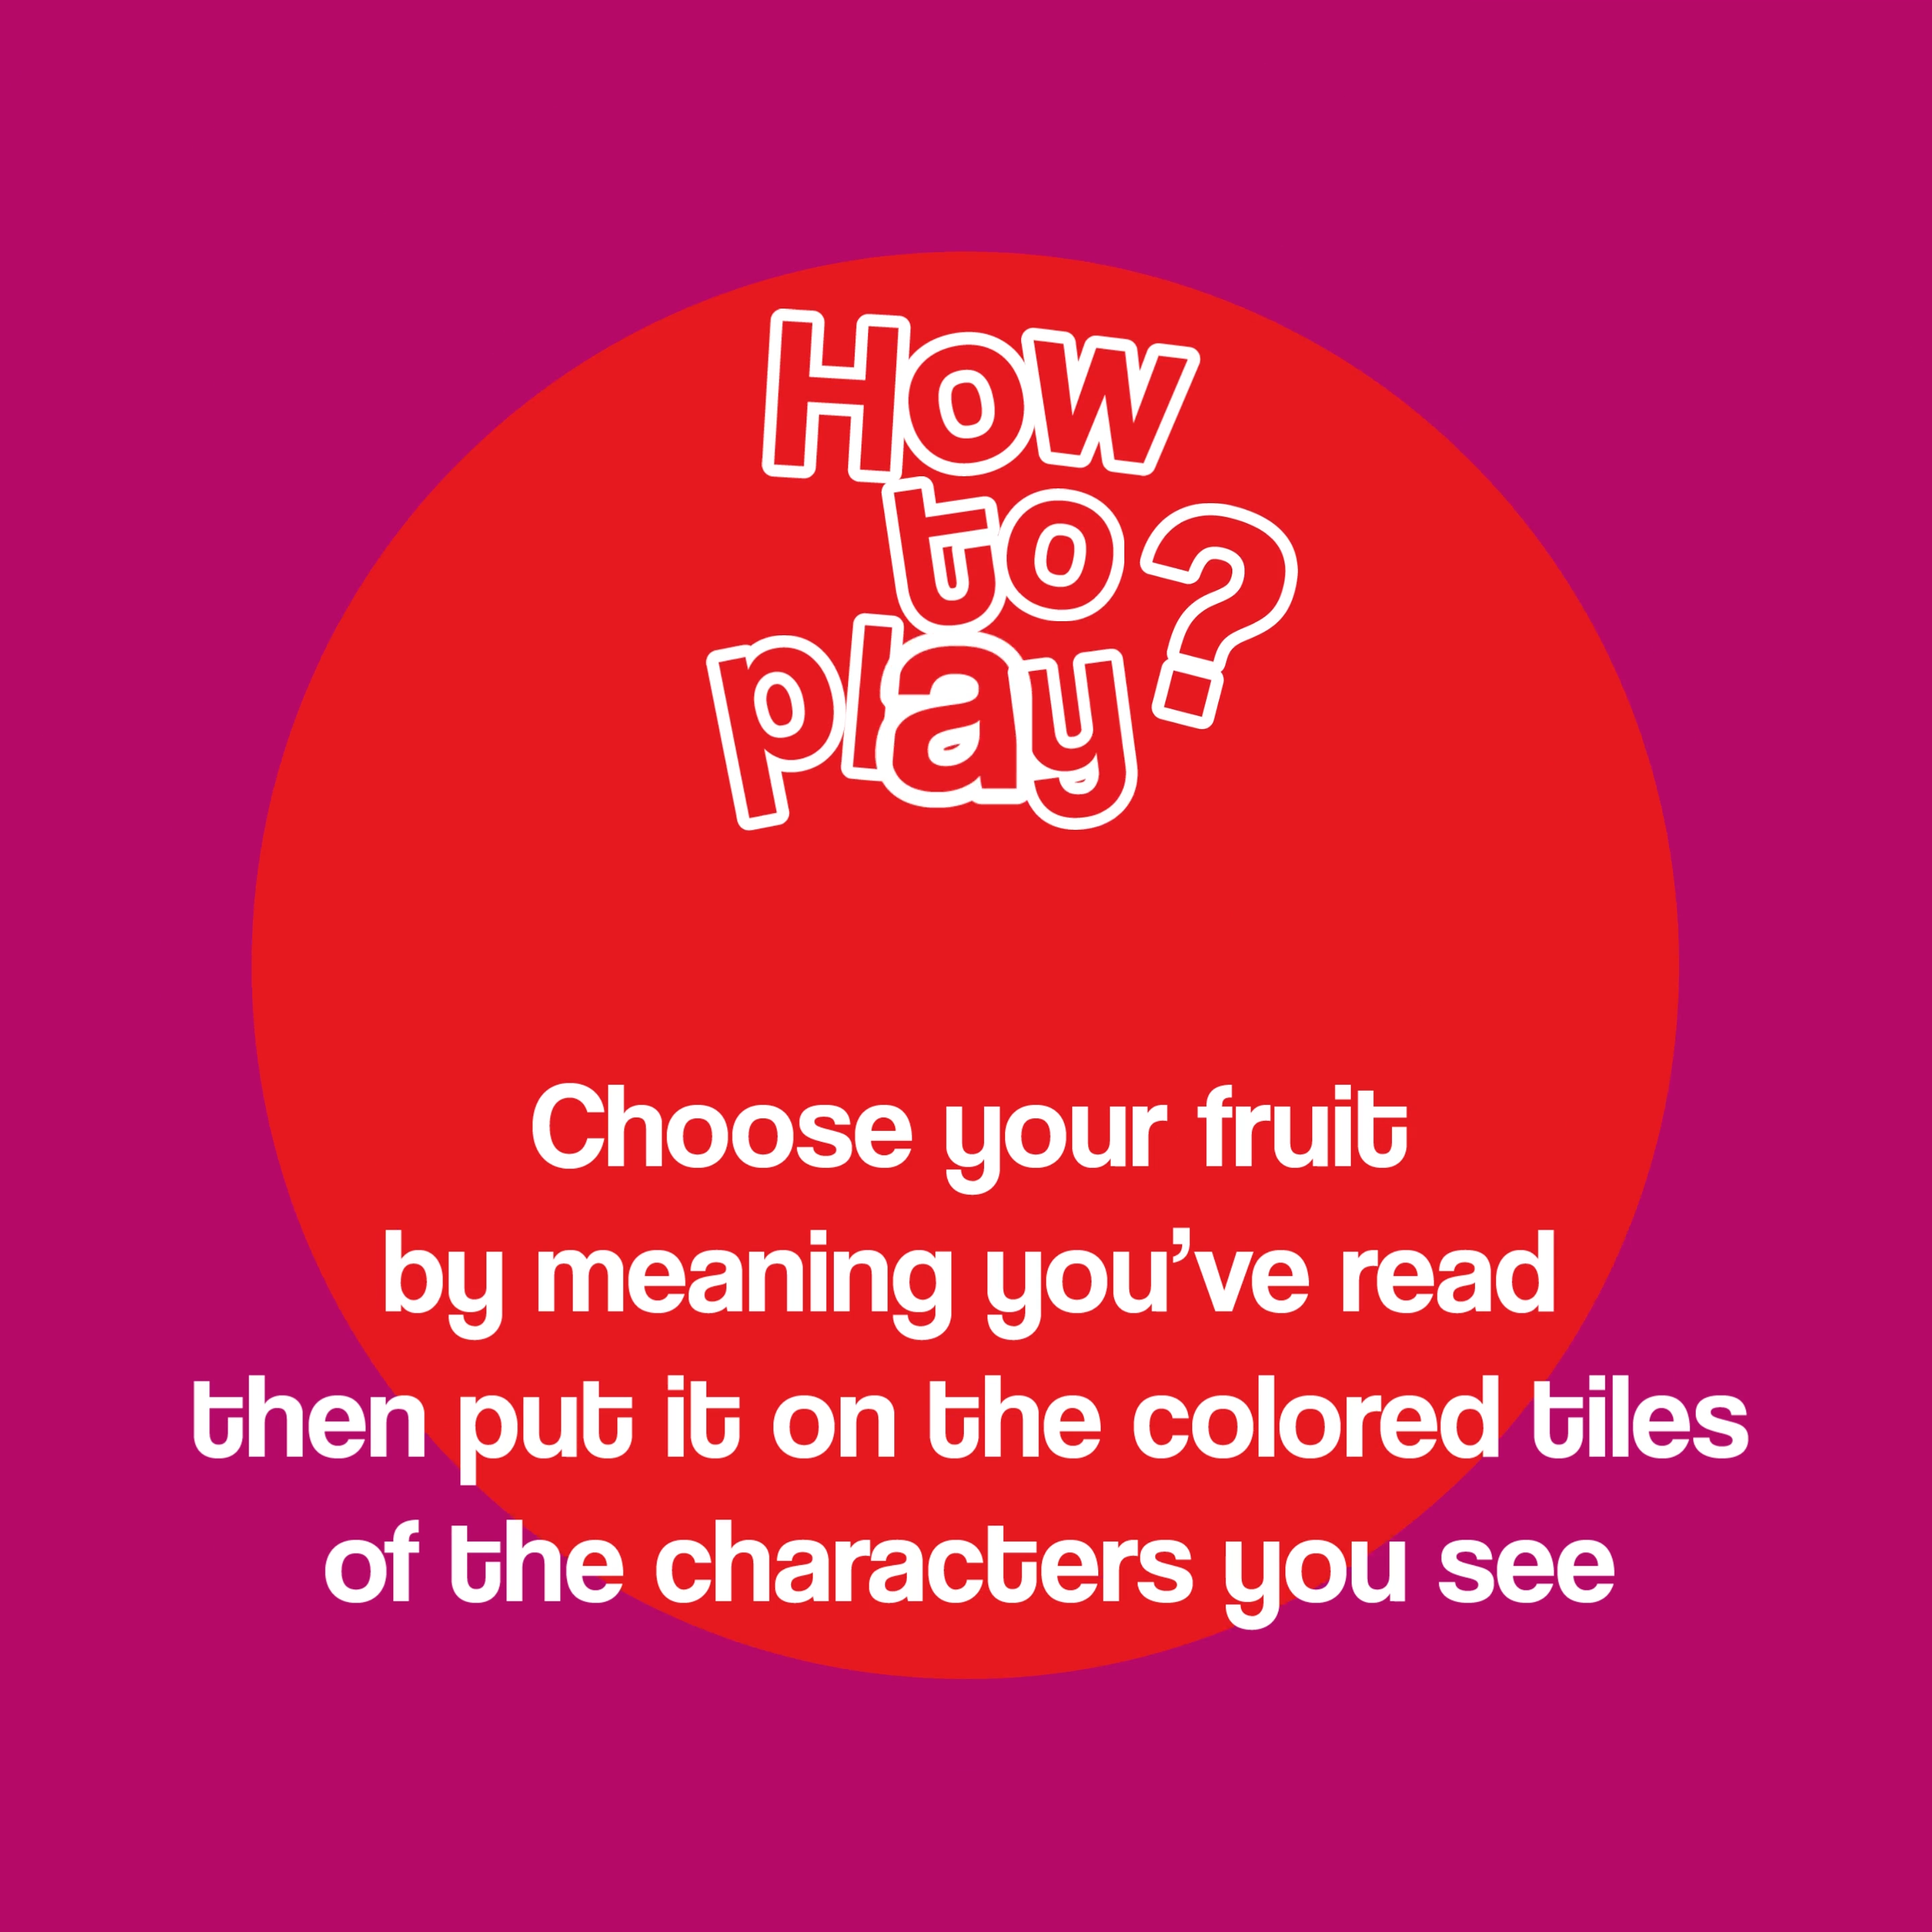 How
to?
play
Choose your fruit
by meaning you’ve read
then put it on the colored tiles
of the characters you see